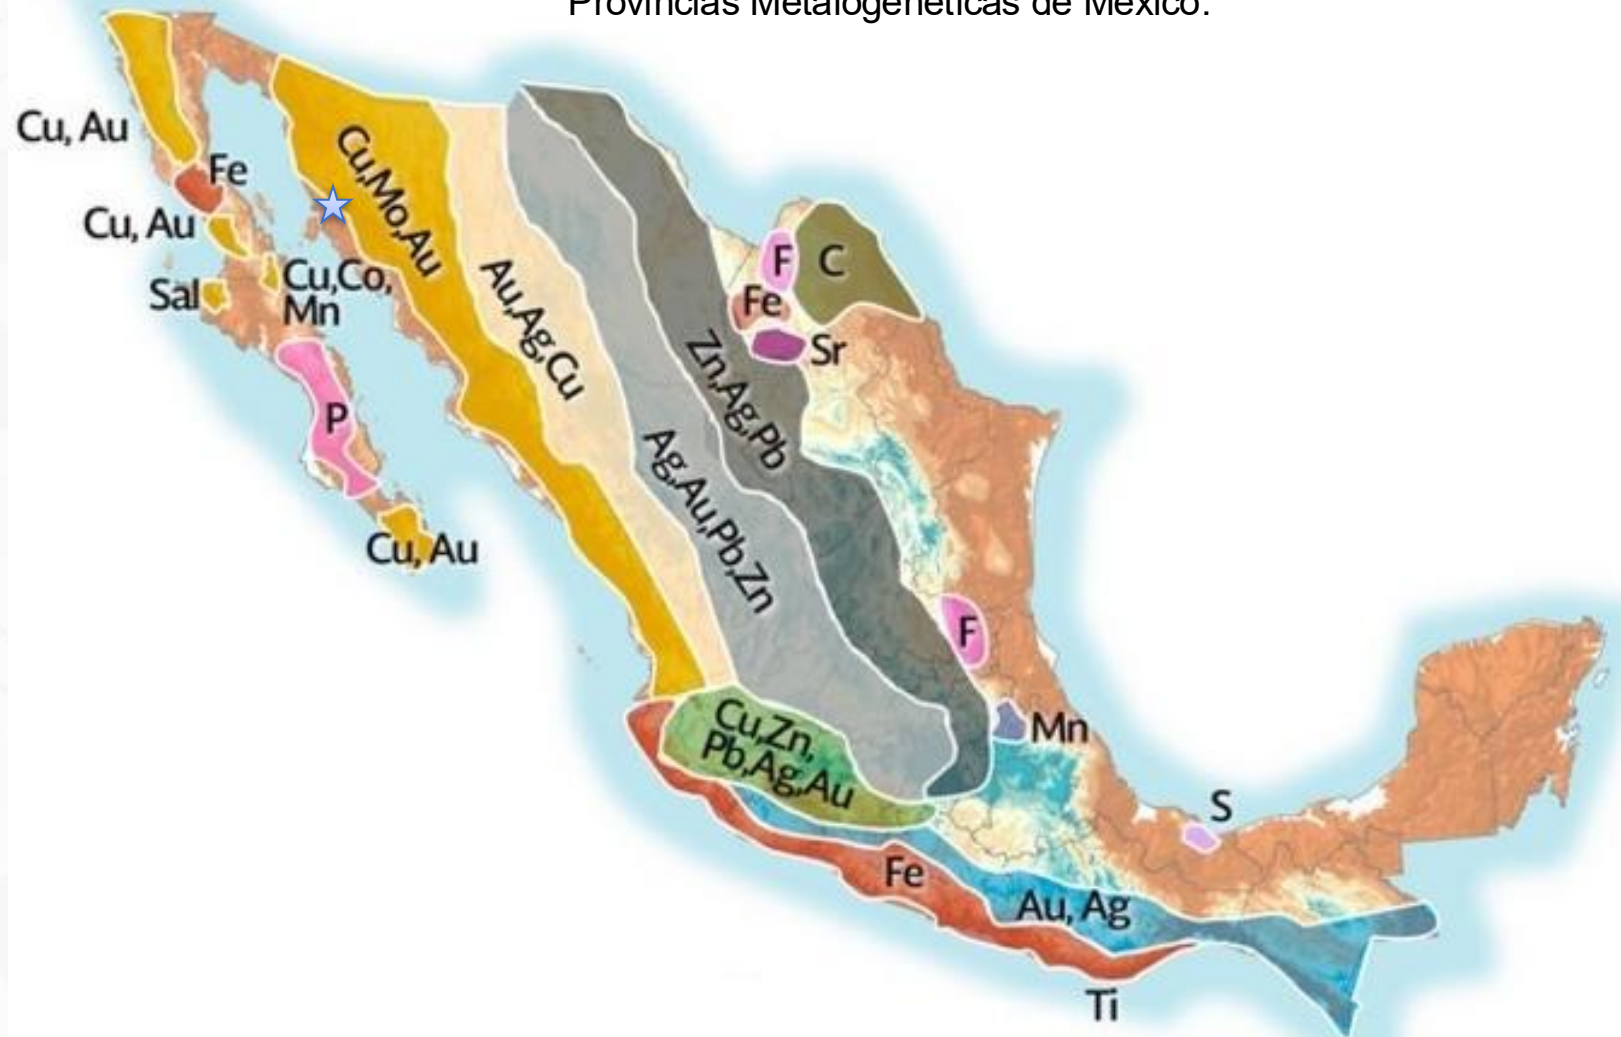 Provincias Metalogenéticas de México.
Cu, Au
Fe
Cu, Au
Sal
Cu,Co,
Mn
P
Cu, Au
Cu,Mo,Au
Au,Ag,Cu
Ag,Au,Pb,Zn
Zn,Ag,Pb
F
C
Fe
Sr
F
Mn
Cu,Zn,
Pb,Ag,Au
S
Fe
Au, Ag
Ti